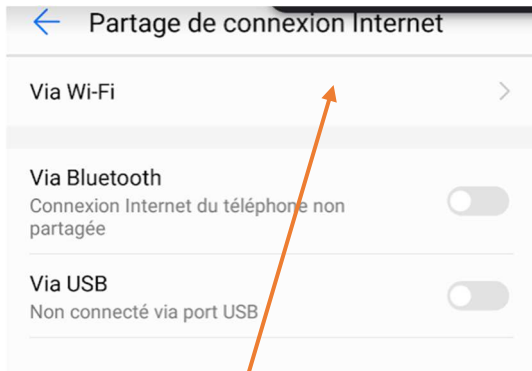 Partage de connexion Internet
Via Wi-Fi
Via Bluetooth
Connexion Internet du téléphone non
partagée
Via USB
Non connecté via port USB